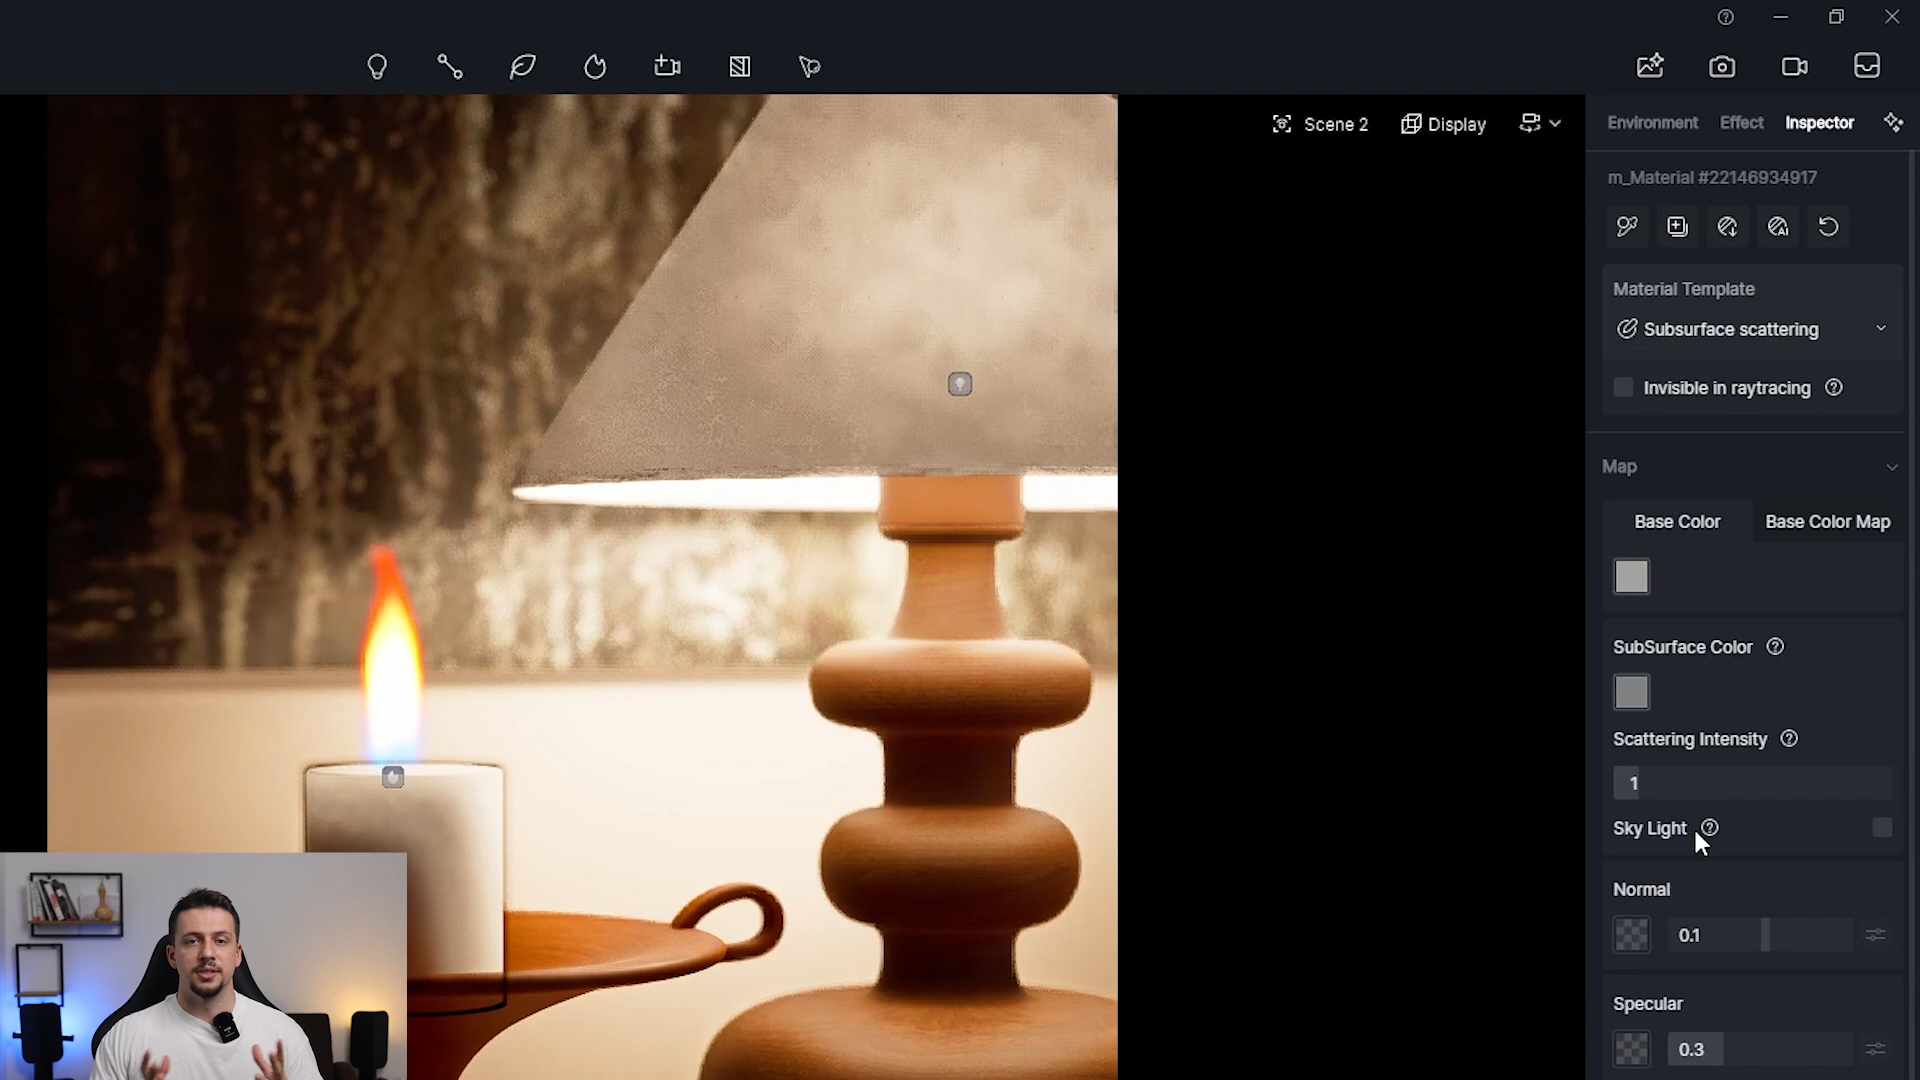 Scene 2
Display
Environment Effect Inspector
m_Material #22146934917
Material Template
Subsurface scattering
Invisible in raytracing
Map
Base Color Base Color Map
SubSurface Color
Scattering Intensity
1
Sky Light
Normal
0.1
Specular
0.3